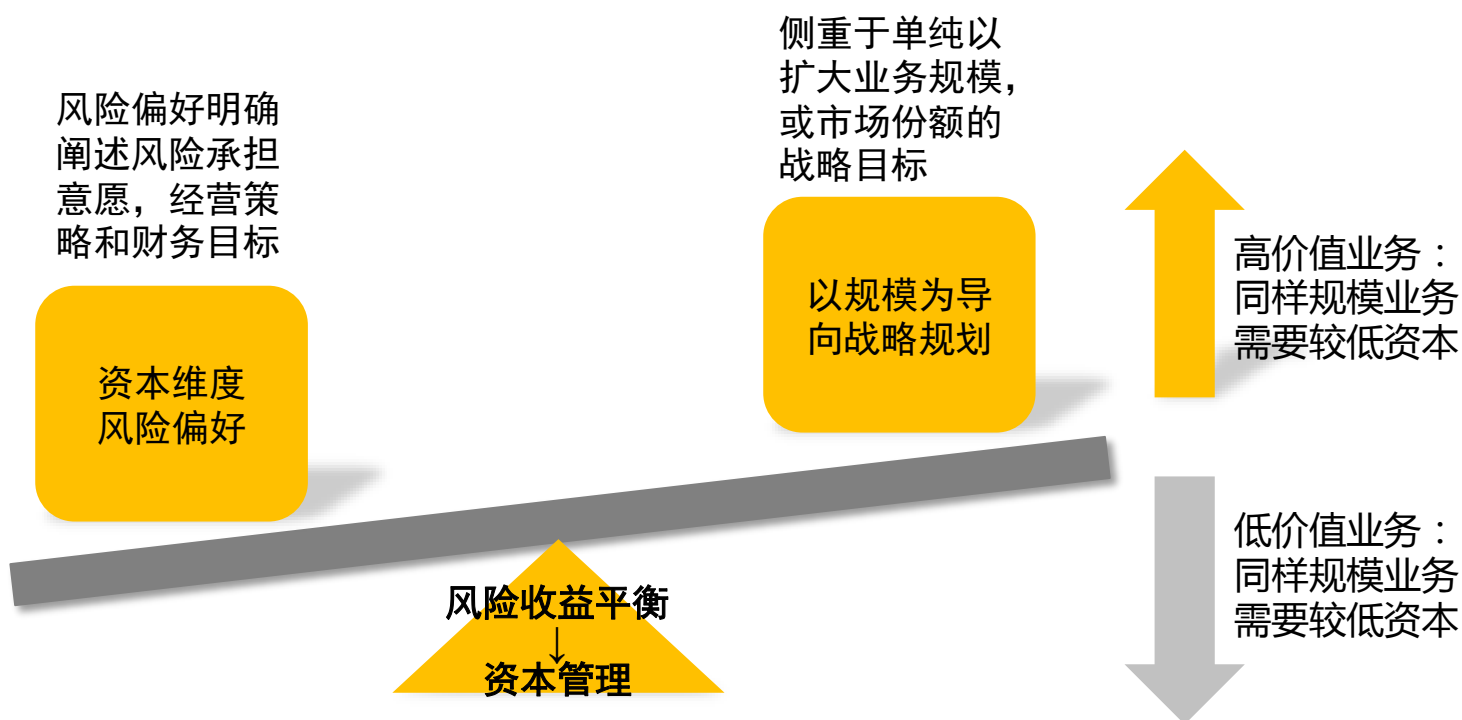 风险偏好明确
阐述风险承担
意愿，经营策
略和财务目标
资本维度
风险偏好
侧重于单纯以
扩大业务规模，
或市场份额的
战略目标
以规模为导
向战略规划
风险收益平衡
↓
资本管理
高价值业务：
同样规模业务
需要较低资本
低价值业务：
同样规模业务
需要较低资本